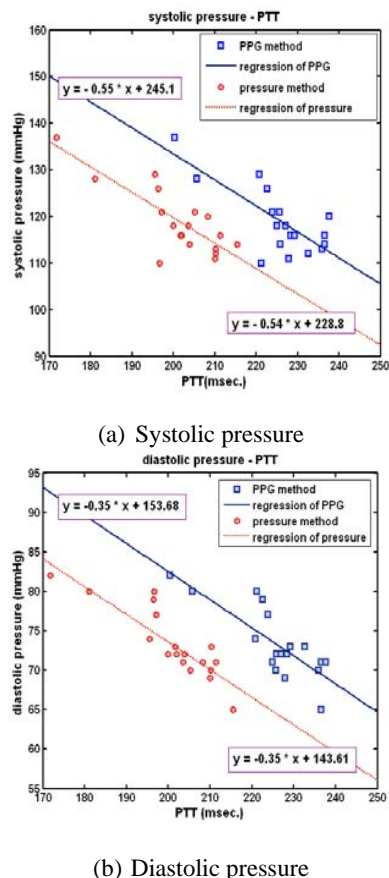 systolic pressure - PTT
160
150
140
130
120
110
100
90
systolic pressure (mmHg)
PPG method
regression of PPG
pressure method
regression of pressure
y = - 0.55 * x + 245.1
y = - 0.54 * x + 228.8
170 180 190 200 210 220 230 240 250
PTT(msec.)
(a) Systolic pressure
diastolic pressure - PTT
95
90
85
80
75
70
65
60
55
diastolic pressure (mmHg)
PPG method
regression of PPG
pressure method
regression of pressure
y = -0.35 * x + 153.68
y = -0.35 * x + 143.61
170 180 190 200 210 220 230 240 250
PTT (msec.)
(b) Diastolic pressure